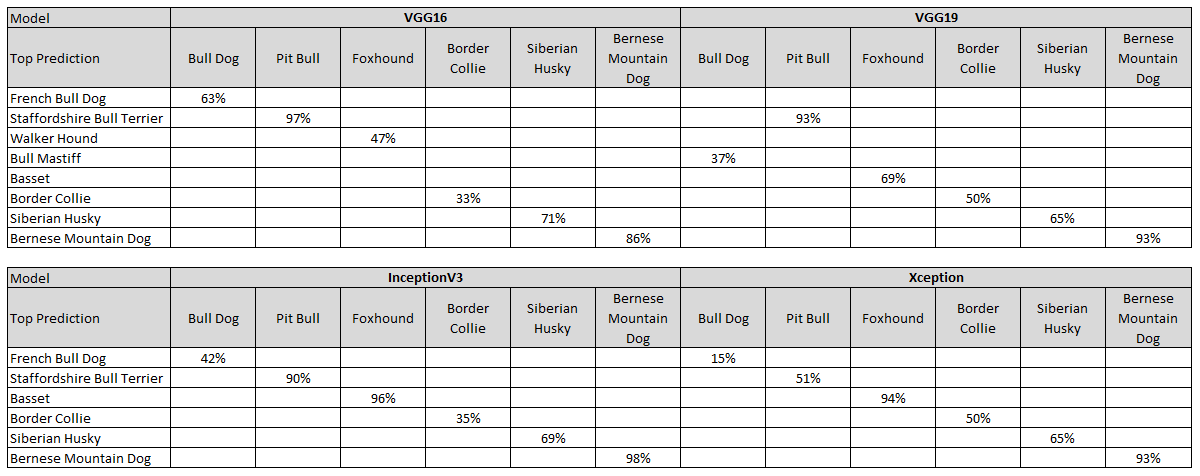 Model VGG16 VGG19
Top Prediction Bull Dog Pit Bull Foxhound Border Collie Siberian Husky Bernese Mountain Dog Bull Dog Pit Bull Foxhound Border Collie Siberian Husky Bernese Mountain Dog
French Bull Dog 63%
Staffordshire Bull Terrier 97% 93%
Walker Hound 47%
Bull Mastiff 37%
Basset 69%
Border Collie 33% 50%
Siberian Husky 71% 65%
Bernese Mountain Dog 86% 93%
Model InceptionV3 Xception
Top Prediction Bull Dog Pit Bull Foxhound Border Collie Siberian Husky Bernese Mountain Dog Bull Dog Pit Bull Foxhound Border Collie Siberian Husky Bernese Mountain Dog
French Bull Dog 42% 15%
Staffordshire Bull Terrier 90% 51%
Basset 96% 94%
Border Collie 35% 50%
Siberian Husky 69% 65%
Bernese Mountain Dog 98% 93%